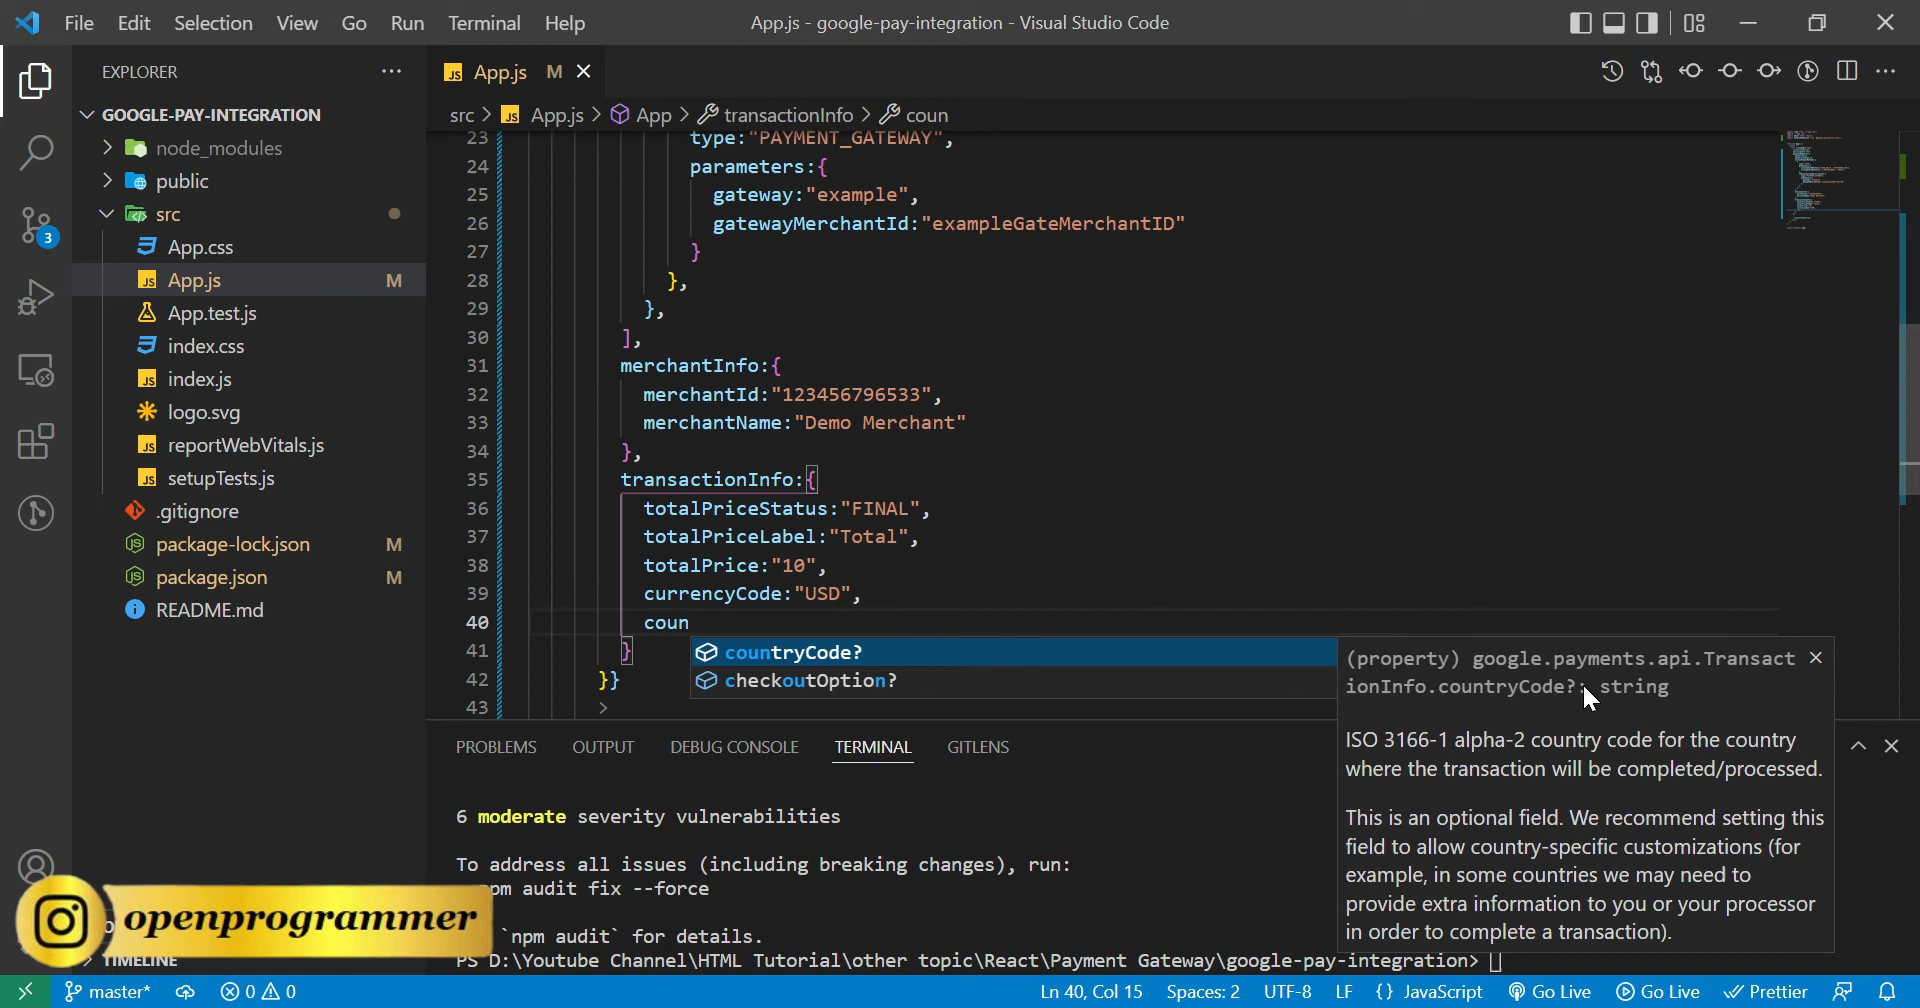 File Edit Selection View Go Run Terminal Help
App.js - google-pay-integration - Visual Studio Code
EXPLORER
App.js M
GOOGLE-PAY-INTEGRATION
node_modules
public
src
App.css
App.js M
App.test.js
index.css
index.js
logo.svg
reportWebVitals.js
setupTests.js
.gitignore
package-lock.json M
package.json M
README.md
TIMELINE
3
src > App.js > App > transactionInfo > coun
23 type:"PAYMENT_GATEWAY",
24 parameters:{
25 gateway:"example",
26 gatewayMerchantId:"exampleGateMerchantID"
27 }
28 },
29 },
30 ],
31 merchantInfo:{
32 merchantId:"123456796533",
33 merchantName:"Demo Merchant"
34 },
35 transactionInfo:{
36 totalPriceStatus:"FINAL",
37 totalPriceLabel:"Total",
38 totalPrice:"10",
39 currencyCode:"USD",
40 coun
41 }
42 }}
43 >
countryCode?
checkoutOption?
(property) google.payments.api.Transact
ionInfo.countryCode?: string
ISO 3166-1 alpha-2 country code for the country
where the transaction will be completed/processed.
This is an optional field. We recommend setting this
field to allow country-specific customizations (for
example, in some countries we may need to
provide extra information to you or your processor
in order to complete a transaction).
PROBLEMS OUTPUT DEBUG CONSOLE TERMINAL GITLENS
6 moderate severity vulnerabilities
To address all issues (including breaking changes), run:
pm audit fix --force
`npm audit` for details.
PS D:\Youtube Channel\HTML Tutorial\other topic\React\Payment Gateway\google-pay-integration>
openprogrammer
master* 0 0 Ln 40, Col 15 Spaces: 2 UTF-8 LF {} JavaScript Go Live Go Live Prettier